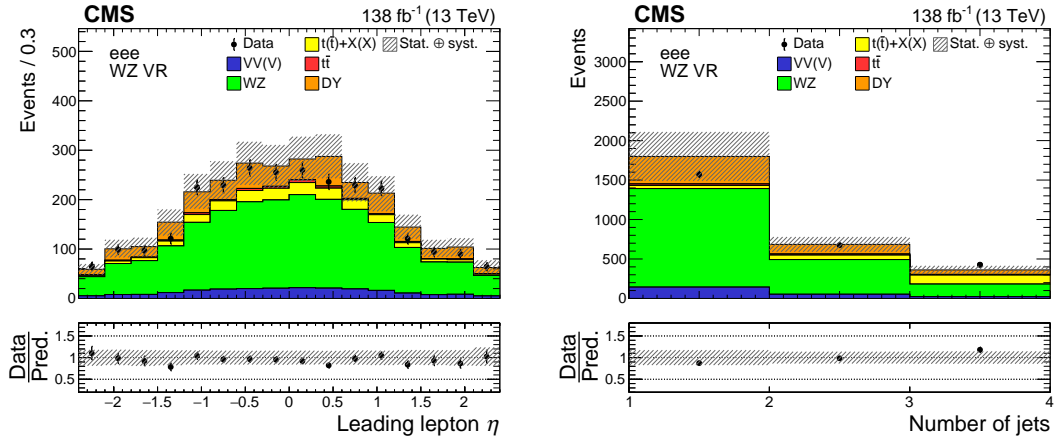 CMS 138 fb⁻¹ (13 TeV)
Events / 0.3
eee
WZ VR
Data
t(t̄)+X(X)
Stat. ⊕ syst.
VV(V)
tt̄
WZ
DY
500
400
300
200
100
0
Data
Pred.
1.5
1
0.5
−2 −1.5 −1 −0.5 0 0.5 1 1.5 2
Leading lepton η
CMS 138 fb⁻¹ (13 TeV)
Events
eee
WZ VR
Data
t(t̄)+X(X)
Stat. ⊕ syst.
VV(V)
tt̄
WZ
DY
3000
2500
2000
1500
1000
500
0
Data
Pred.
1.5
1
0.5
1 2 3 4
Number of jets